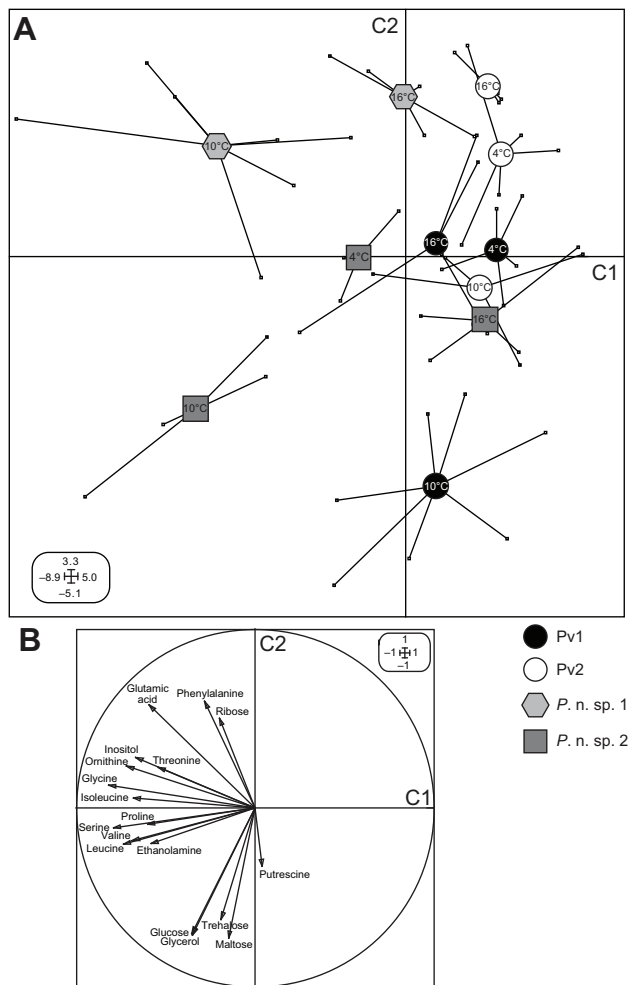 A
C2
16°C
16°C
10°C
4°C
16°C
4°C
4°C
C1
10°C
16°C
10°C
10°C
3.3
–8.9 5.0
–5.1
B
C2
1
–1 1
–1
Glutamic
acid
Phenylalanine
Ribose
Inositol
Ornithine
Threonine
Glycine
Isoleucine
C1
Proline
Serine
Valine
Leucine
Ethanolamine
Putrescine
Trehalose
Glucose
Glycerol
Maltose
Pv1
Pv2
P. n. sp. 1
P. n. sp. 2